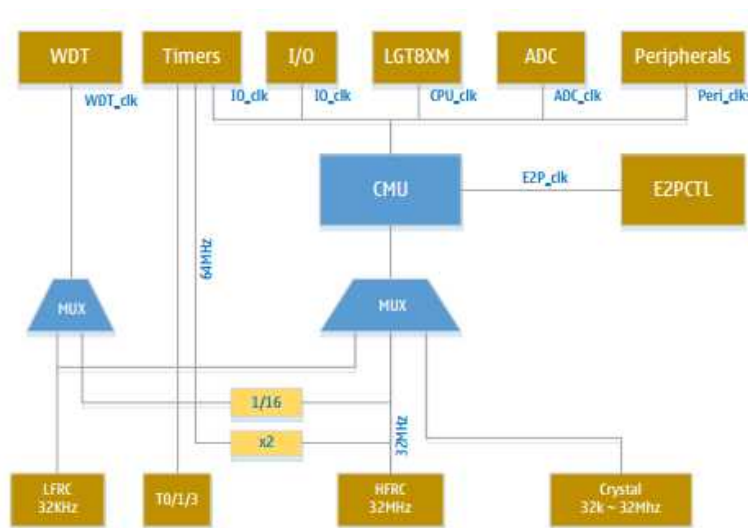 WDT
Timers
I/O
LGT8XM
ADC
Peripherals
WDT_clk
IO_clk
IO_clk
CPU_clk
ADC_clk
Peri_clks
CMU
E2P_clk
E2PCTL
64MHz
MUX
MUX
1/16
x2
32MHz
LFRC
32KHz
T0/1/3
HFRC
32MHz
Crystal
32k ~ 32Mhz